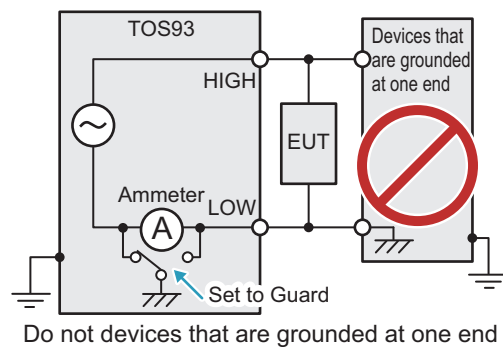 TOS93
Devices that
are grounded
at one end
HIGH
EUT
Ammeter
A
LOW
Set to Guard
Do not devices that are grounded at one end